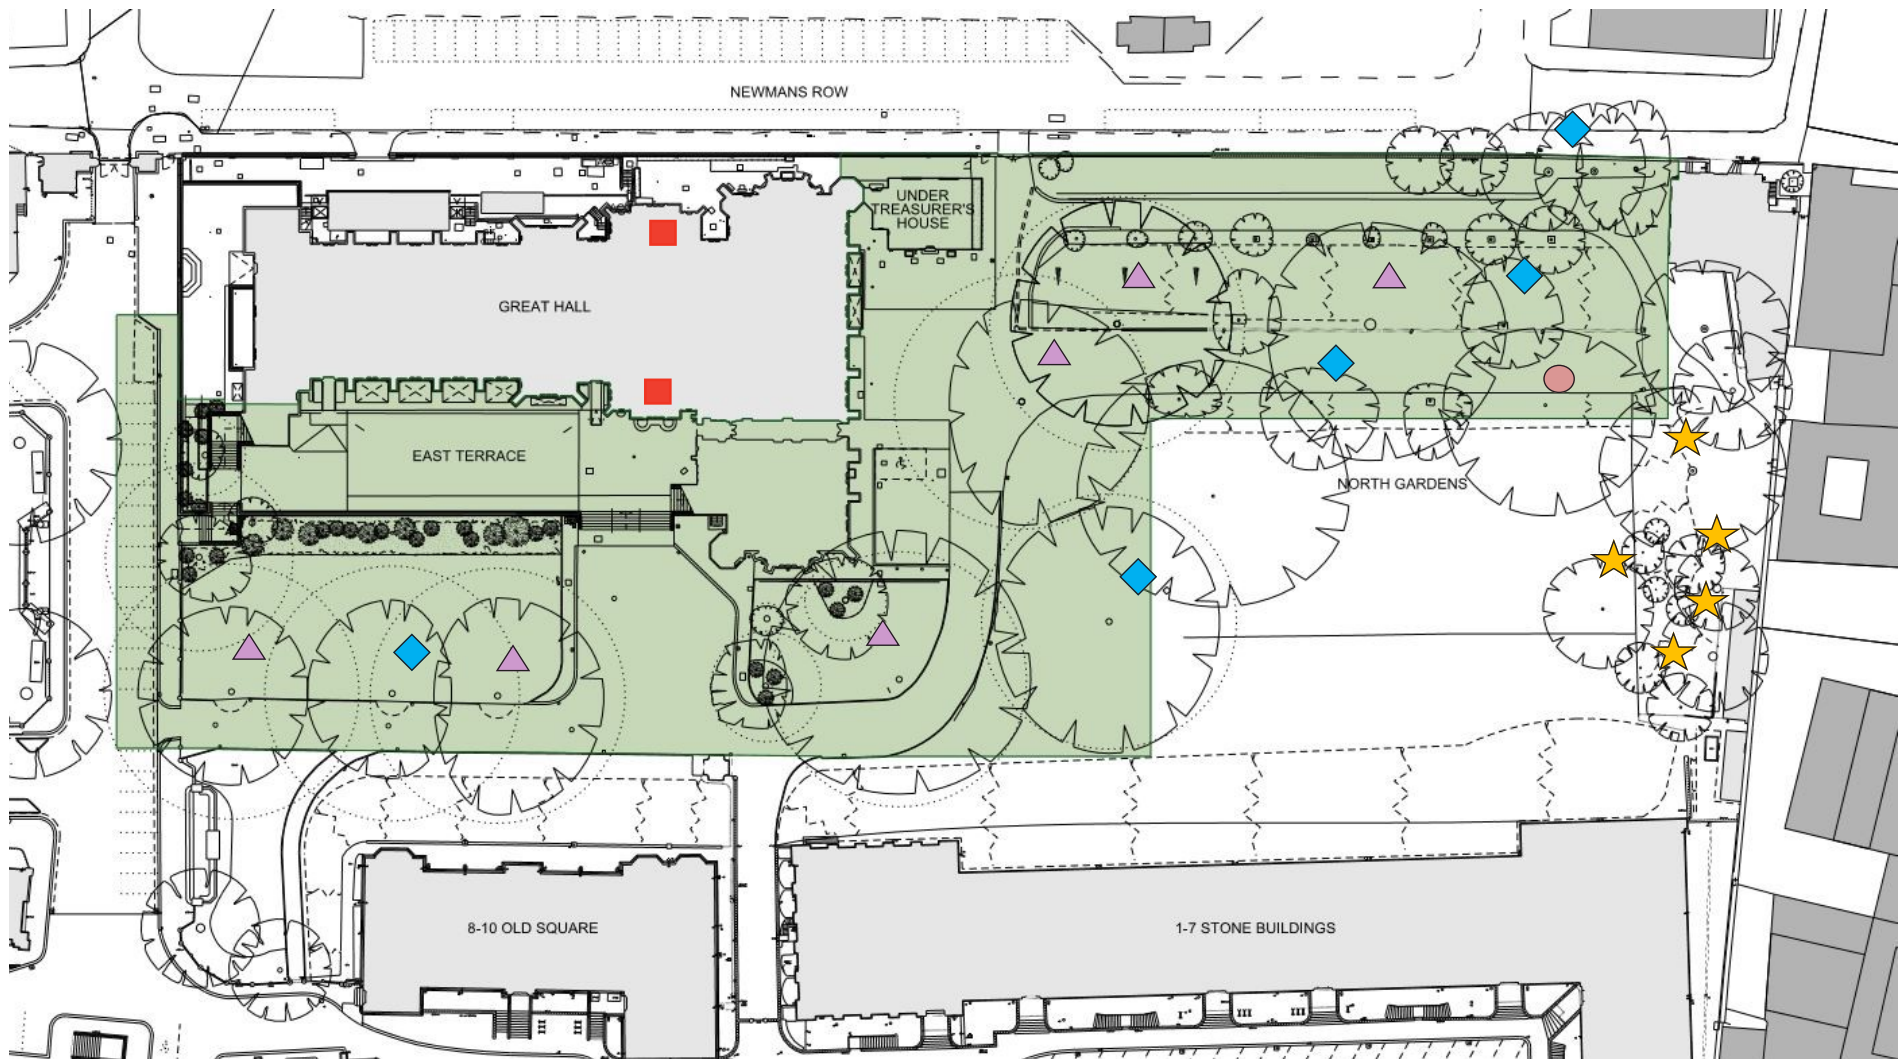 NEWMANS ROW
UNDER
TREASURER'S
HOUSE
GREAT HALL
EAST TERRACE
NORTH GARDENS
8-10 OLD SQUARE
1-7 STONE BUILDINGS